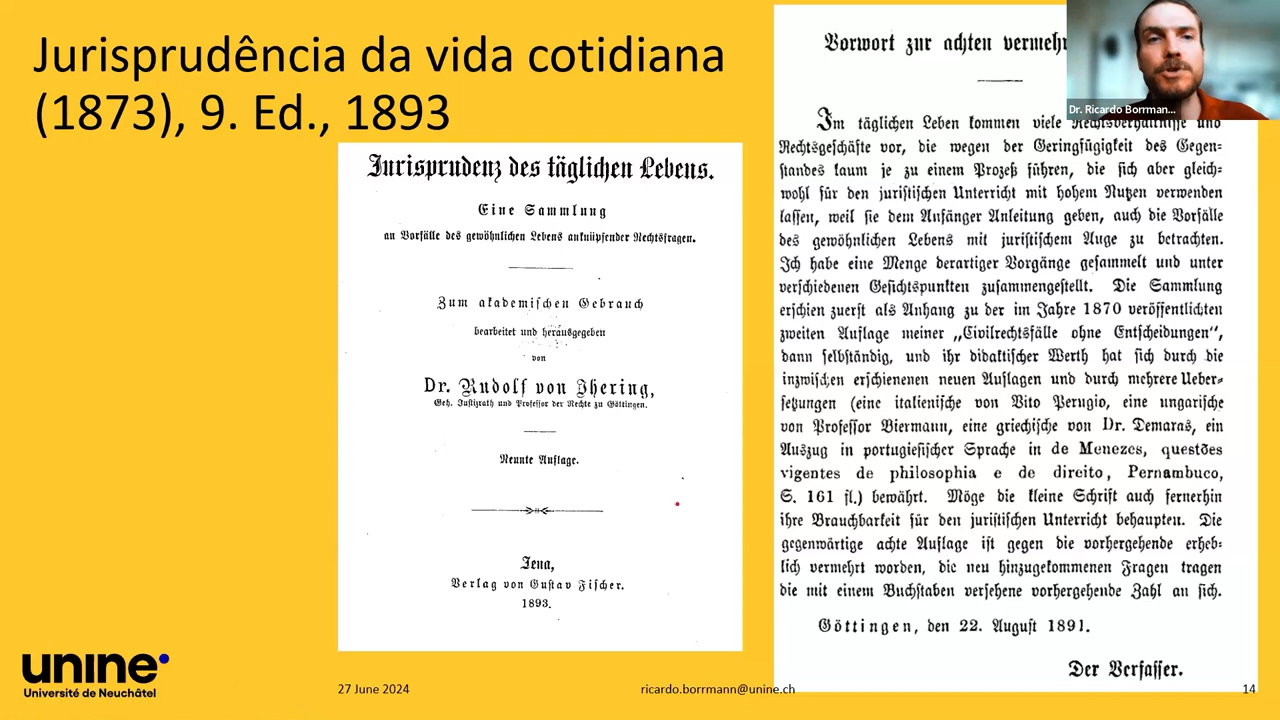 Jurisprudência da vida cotidiana
(1873), 9. Ed., 1893
Jurisprudenz des täglichen Lebens.
Eine Sammlung
an Vorfälle des gewöhnlichen Lebens anknüpfender Rechtsfragen.
Zum akademischen Gebrauch
bearbeitet und herausgegeben
von
Dr. Rudolf von Jhering,
Geh. Justizrath und Professor der Rechte zu Göttingen.
Neunte Auflage.
Jena,
Verlag von Gustav Fischer.
1893.
Vorwort zur achten vermehr
Im täglichen Leben kommen viele Rechtsverhältnisse und
Rechtsgeschäfte vor, die wegen der Geringfügigkeit des Gegen-
standes kaum je zu einem Prozeß führen, die sich aber gleich-
wohl für den juristischen Unterricht mit hohem Nutzen verwenden
lassen, weil sie dem Anfänger Anleitung geben, auch die Vorfälle
des gewöhnlichen Lebens mit juristischem Auge zu betrachten.
Ich habe eine Menge derartiger Vorgänge gesammelt und unter
verschiedenen Gesichtspunkten zusammengestellt. Die Sammlung
erschien zuerst als Anhang zu der im Jahre 1870 veröffentlichten
zweiten Auflage meiner „Civilrechtsfälle ohne Entscheidungen“,
dann selbständig, und ihr didaktischer Werth hat sich durch die
inzwischen erschienenen neuen Auflagen und durch mehrere Ueber-
setzungen (eine italienische von Vito Perugio, eine ungarische
von Professor Biermann, eine griechische von Dr. Demaras, ein
Auszug in portugiesischer Sprache in de Menezes, questões
vigentes de philosophia e de direito, Pernambuco,
S. 161 fl.) bewährt. Möge die kleine Schrift auch fernerhin
ihre Brauchbarkeit für den juristischen Unterricht behaupten. Die
gegenwärtige achte Auflage ist gegen die vorhergehende erheb-
lich vermehrt worden, die neu hinzugekommenen Fragen tragen
die mit einem Buchstaben versehene vorhergehende Zahl an sich.
Göttingen, den 22. August 1891.
Der Verfasser.
Dr. Ricardo Borrman...
unine
Université de Neuchâtel
27 June 2024
ricardo.borrmann@unine.ch
14